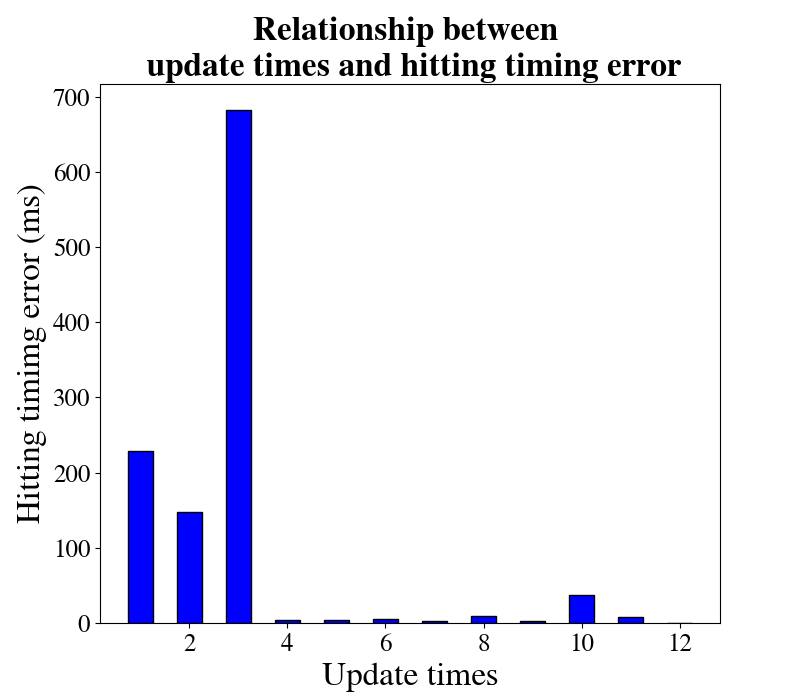 Relationship between
update times and hitting timing error
Hitting timimg error (ms)
700
600
500
400
300
200
100
0
2 4 6 8 10 12
Update times